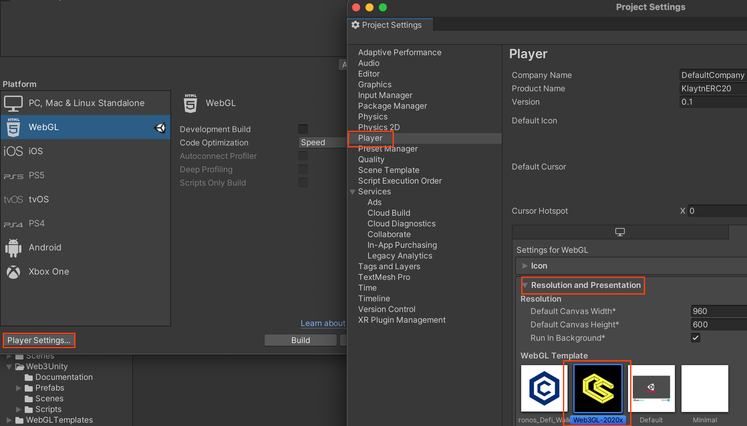 Platform
PC, Mac & Linux Standalone
WebGL
iOS
iOS
PS5
PS5
tvOS
tvOS
PS4
PS4
Android
Xbox One
HTML
5
WebGL
Development Build
Code Optimization
Speed
Autoconnect Profiler
Deep Profiling
Scripts Only Build
Learn about
Player Settings...
Build
Scenes
Web3Unity
Documentation
Prefabs
Scenes
Scripts
WebGLTemplates
Project Settings
Project Settings
Adaptive Performance
Audio
Editor
Graphics
Input Manager
Package Manager
Physics
Physics 2D
Player
Preset Manager
Quality
Scene Template
Script Execution Order
Services
Ads
Cloud Build
Cloud Diagnostics
Collaborate
In-App Purchasing
Legacy Analytics
Tags and Layers
TextMesh Pro
Time
Timeline
Version Control
XR Plugin Management
Player
Company Name
DefaultCompany
Product Name
KlaytnERC20
Version
0.1
Default Icon
Default Cursor
Cursor Hotspot
X 0
Settings for WebGL
Icon
Resolution and Presentation
Resolution
Default Canvas Width*
960
Default Canvas Height*
600
Run In Background*
WebGL Template
ronos_Defi_Wall
Web3GL-2020x
Default
Minimal